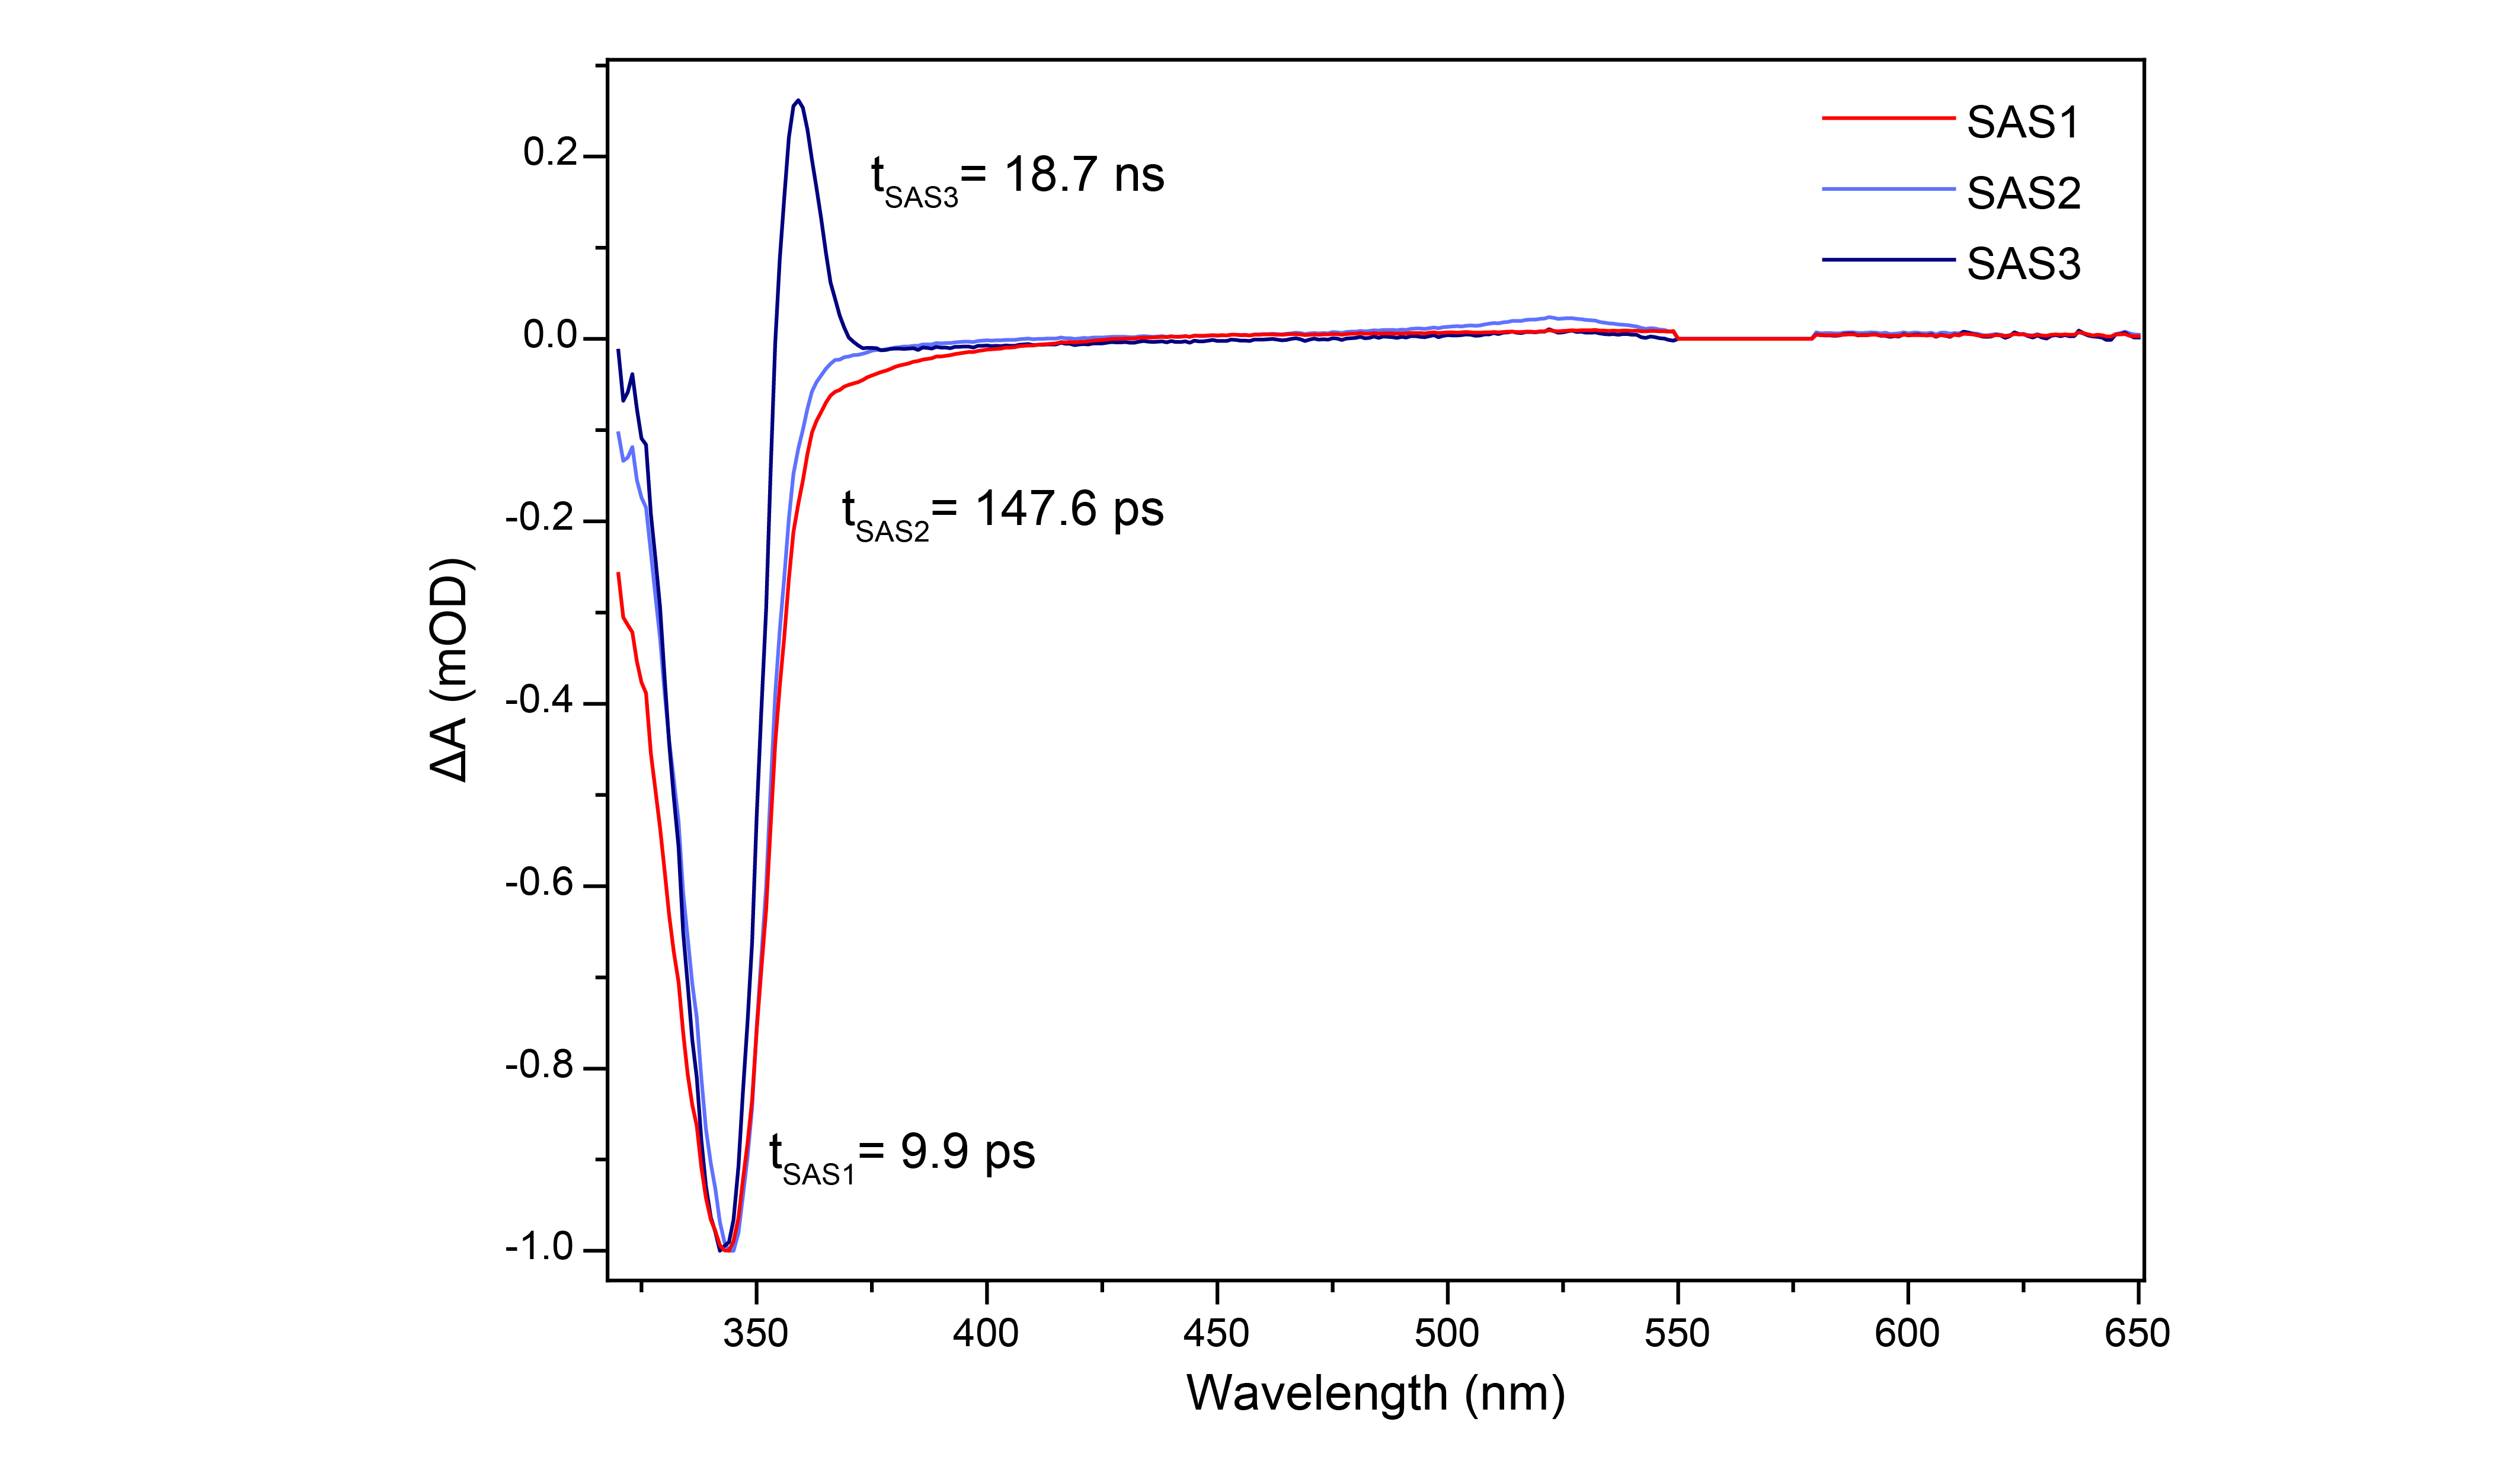 SAS1
SAS2
SAS3
t_SAS3= 18.7 ns
t_SAS2= 147.6 ps
t_SAS1= 9.9 ps
ΔA (mOD)
0.2
0.0
-0.2
-0.4
-0.6
-0.8
-1.0
350 400 450 500 550 600 650
Wavelength (nm)